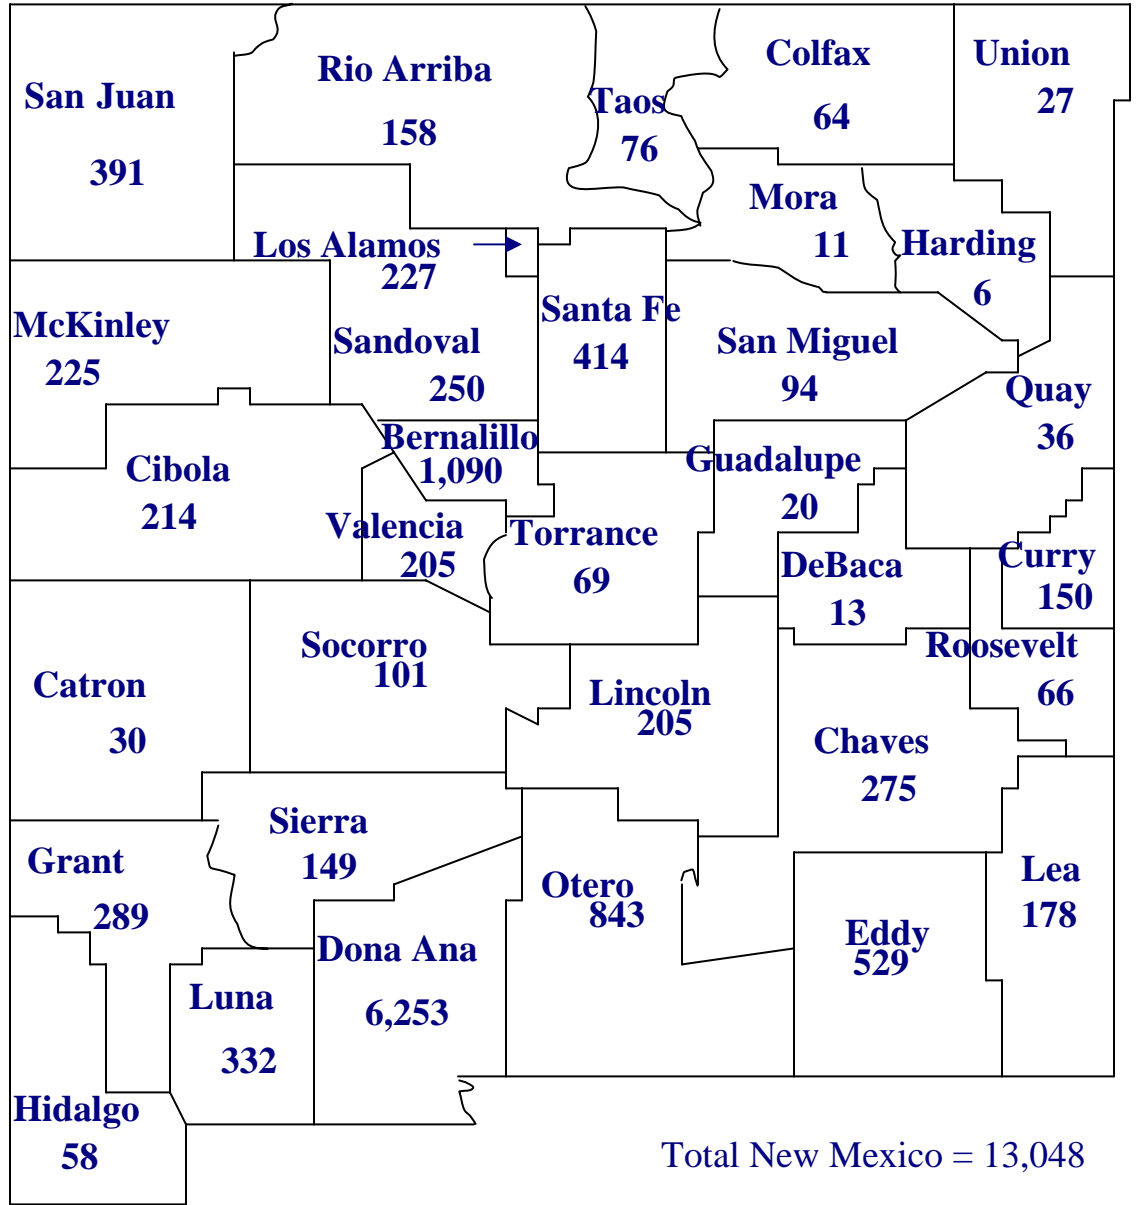 San Juan
391
Rio Arriba
158
Taos
76
Colfax
64
Union
27
Mora
11
Harding
6
Los Alamos
227
Santa Fe
414
McKinley
225
Sandoval
250
San Miguel
94
Quay
36
Bernalillo
1,090
Guadalupe
20
Cibola
214
Valencia
205
Torrance
69
DeBaca
13
Curry
150
Socorro
101
Roosevelt
66
Catron
30
Lincoln
205
Chaves
275
Sierra
149
Grant
289
Otero
843
Lea
178
Eddy
529
Dona Ana
6,253
Luna
332
Hidalgo
58
Total New Mexico = 13,048